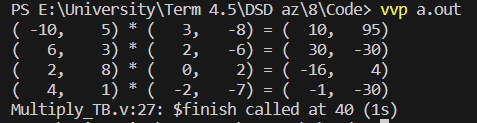 PS E:\University\Term 4.5\DSD az\8\Code> vvp a.out
( -10,    5) * (   3,   -8) = (  10,   95)
(   6,    3) * (   2,   -6) = (  30,  -30)
(   2,    8) * (   0,    2) = ( -16,    4)
(   4,    1) * (  -2,   -7) = (  -1,  -30)
Multiply_TB.v:27: $finish called at 40 (1s)